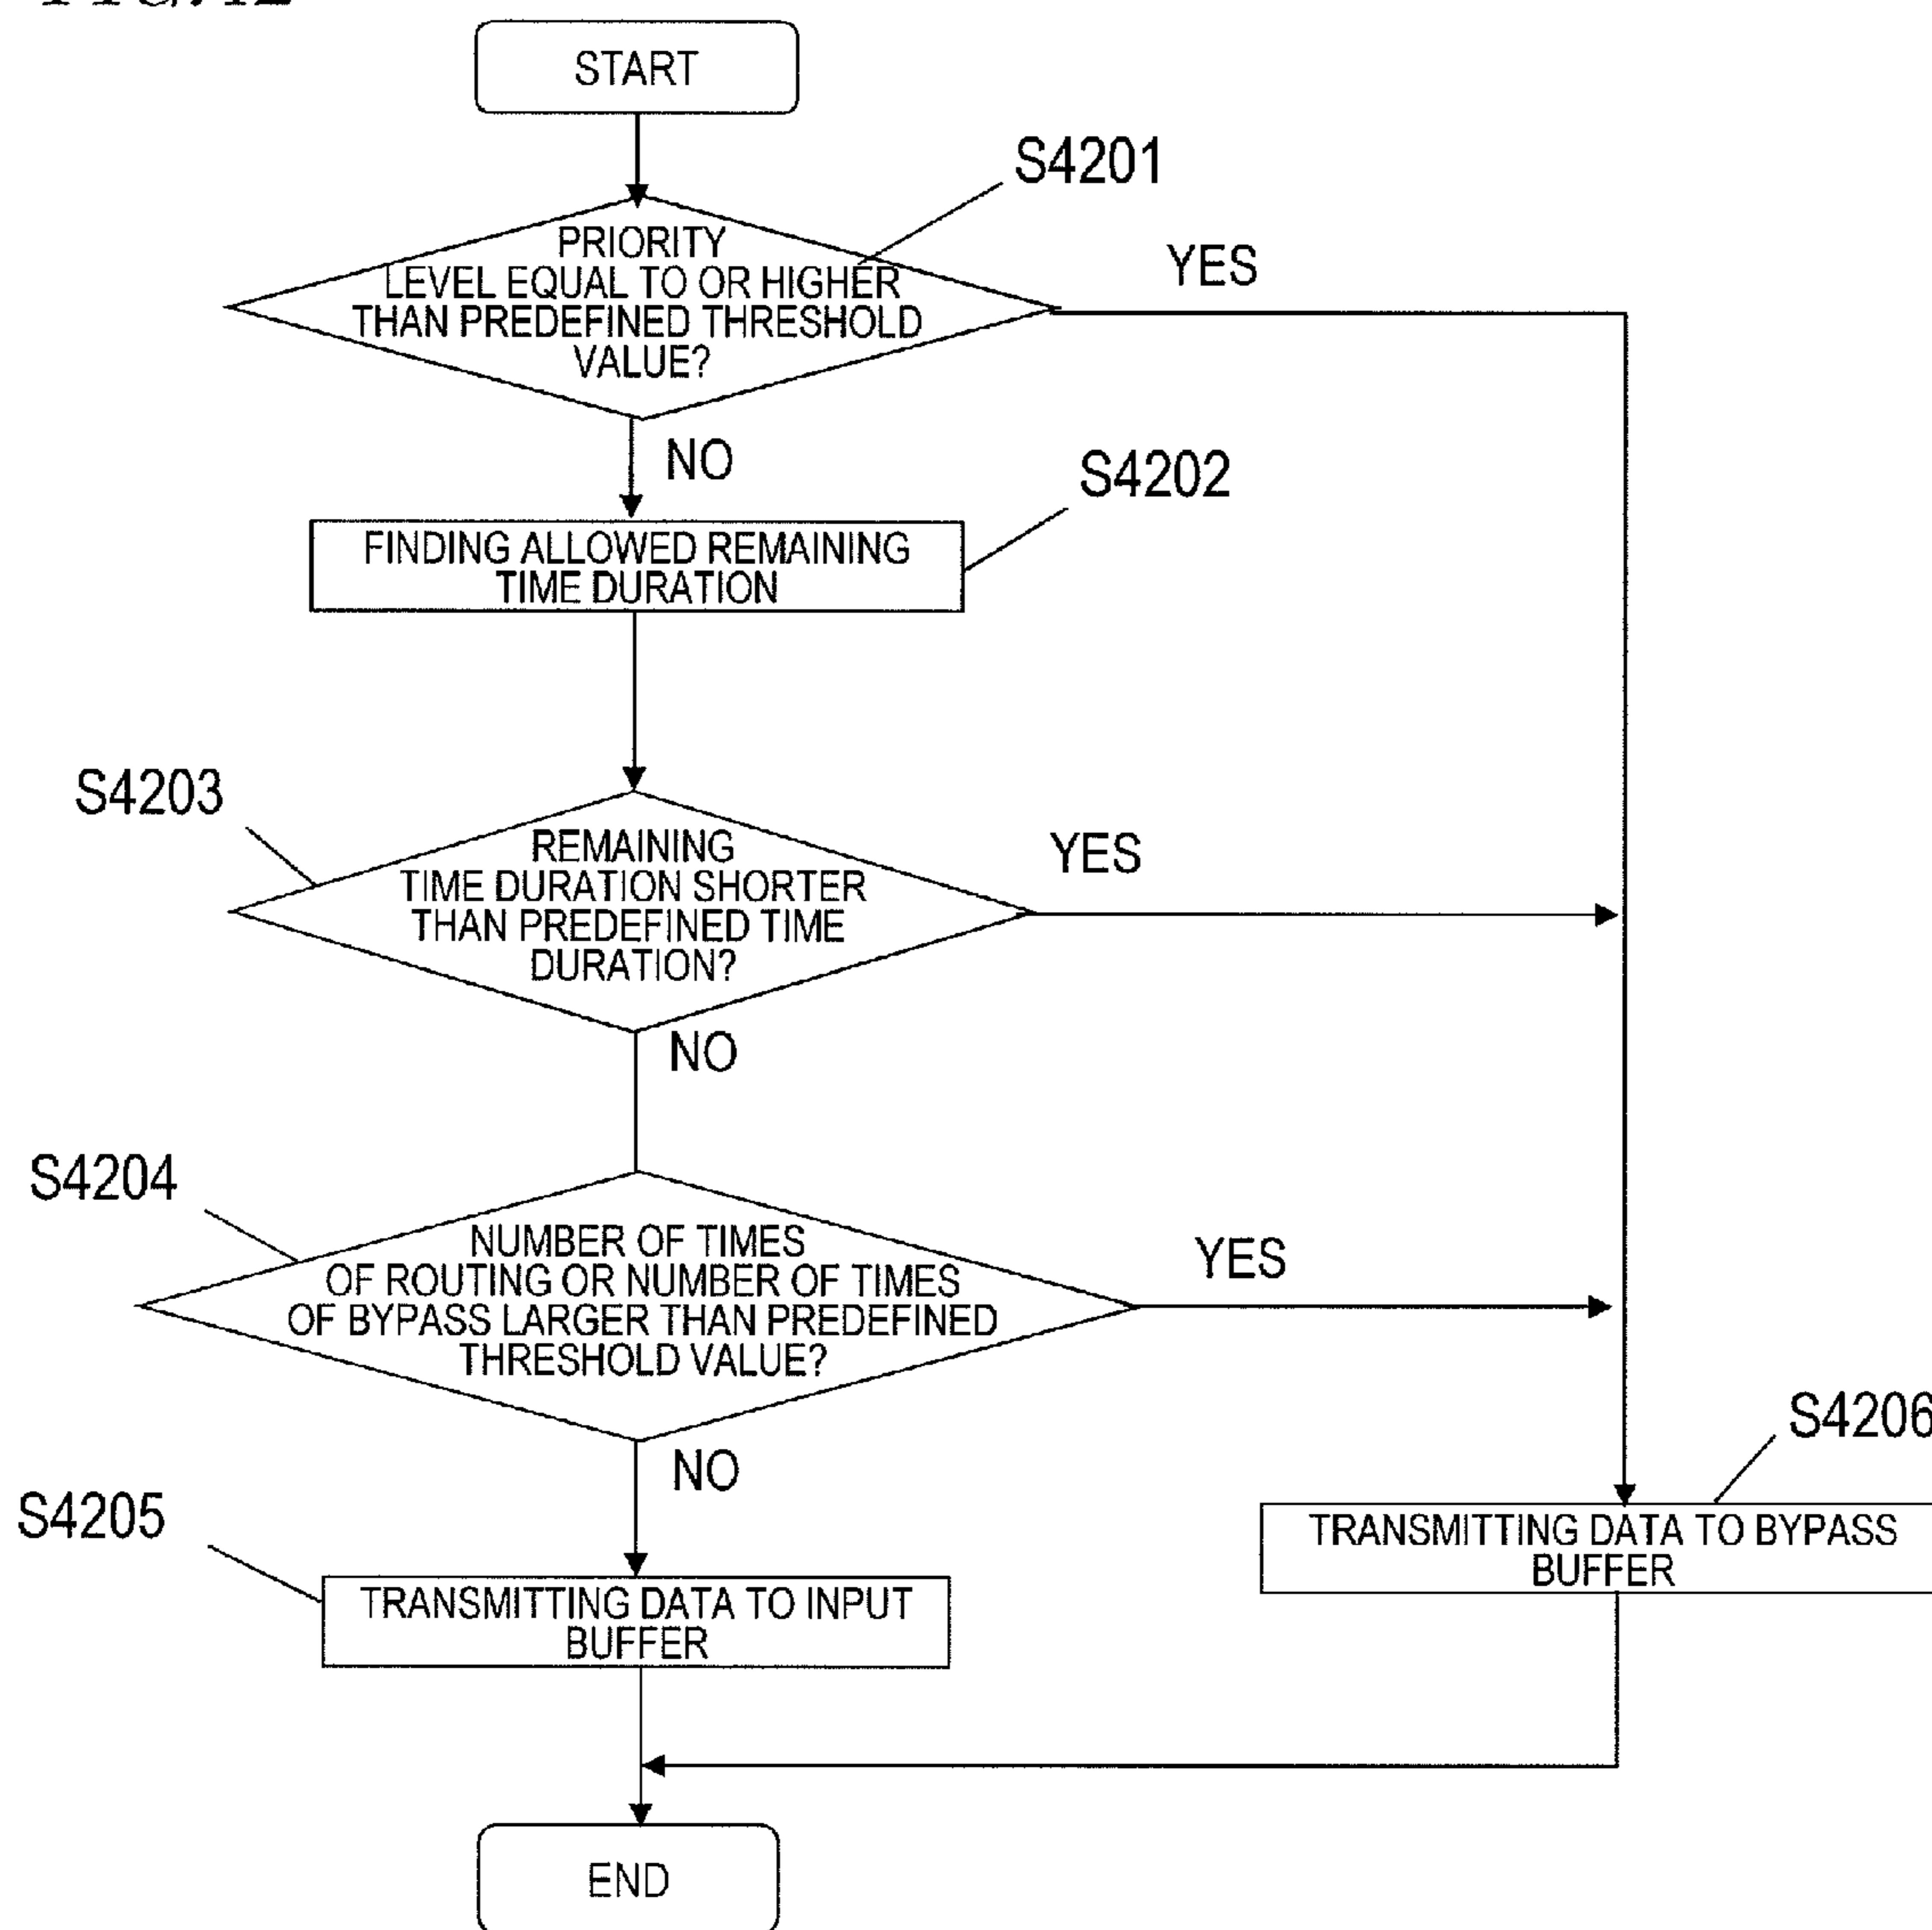 START
S4201
PRIORITY
LEVEL EQUAL TO OR HIGHER
THAN PREDEFINED THRESHOLD
VALUE?
YES
NO
S4202
FINDING ALLOWED REMAINING
TIME DURATION
S4203
REMAINING
TIME DURATION SHORTER
THAN PREDEFINED TIME
DURATION?
YES
NO
S4204
NUMBER OF TIMES
OF ROUTING OR NUMBER OF TIMES
OF BYPASS LARGER THAN PREDEFINED
THRESHOLD VALUE?
YES
NO
S4206
TRANSMITTING DATA TO BYPASS
BUFFER
S4205
TRANSMITTING DATA TO INPUT
BUFFER
END